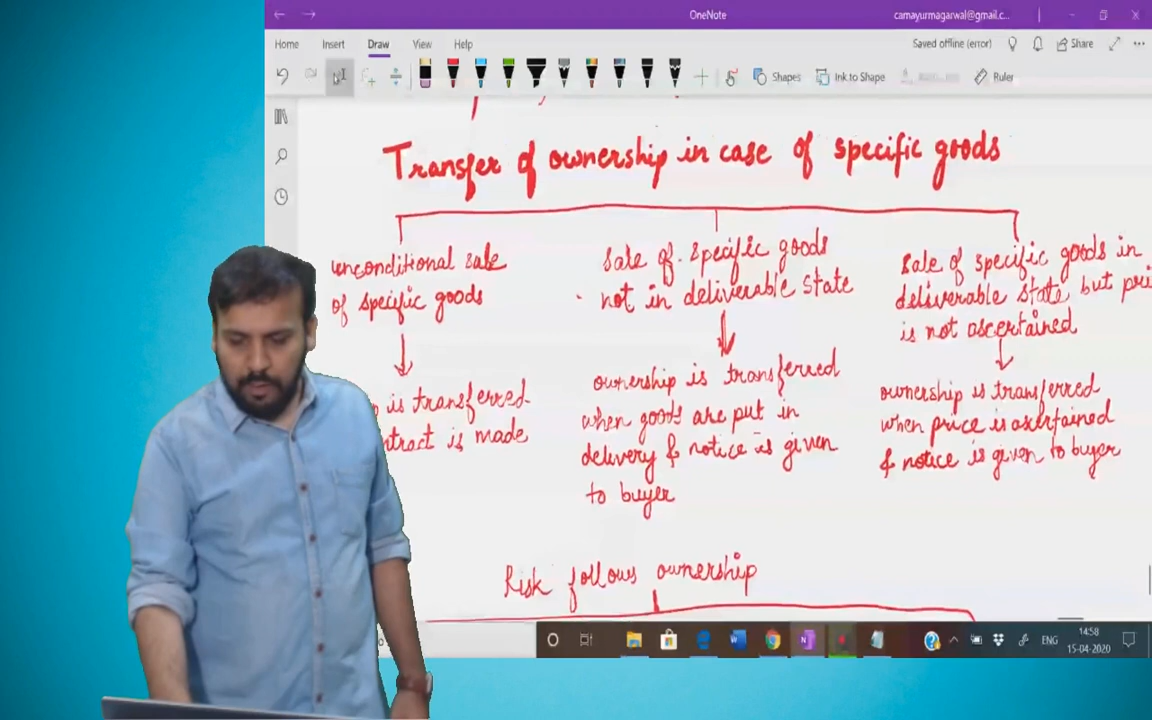 OneNote
camayurmagarwal@gmail.c...
Home Insert Draw View Help
Saved offline (error) Share
Shapes Ink to Shape Ruler
Transfer of ownership in case of specific goods
unconditional sale
of specific goods
is transferred
ntract is made
Sale of specific goods
not in deliverable state
ownership is transferred
when goods are put in
delivery & notice is given
to buyer
Sale of specific goods in
deliverable state but pri
is not ascertained
ownership is transferred
when price is ascertained
& notice is given to buyer
Risk follows ownership
ENG
14:58
15-04-2020